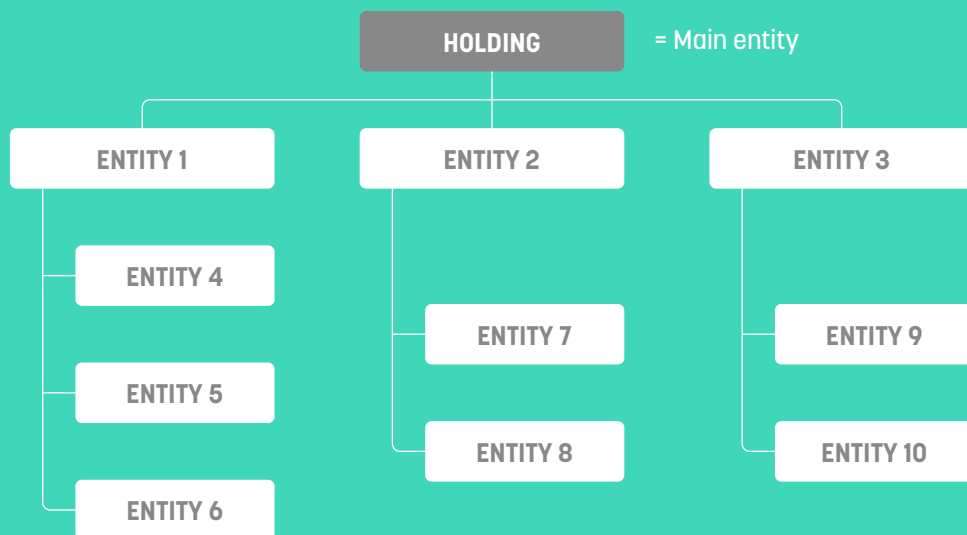 HOLDING
= Main entity
ENTITY 1
ENTITY 2
ENTITY 3
ENTITY 4
ENTITY 7
ENTITY 9
ENTITY 5
ENTITY 8
ENTITY 10
ENTITY 6